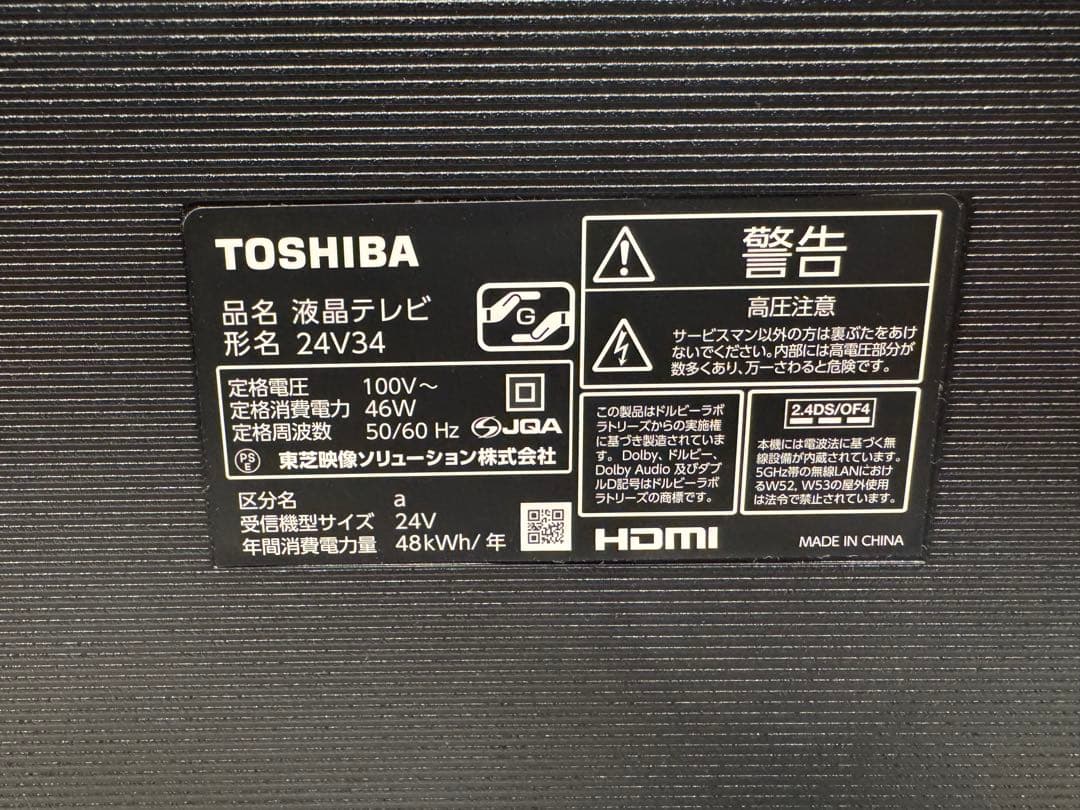 TOSHIBA
品名 液晶テレビ
形名 24V34
G
定格電圧 100V～
定格消費電力 46W
定格周波数 50/60 Hz
JQA
PS
E
東芝映像ソリューション株式会社
区分名 a
受信機型サイズ 24V
年間消費電力量 48kWh/年
警告
高圧注意
サービスマン以外の方は裏ぶたをあけ
ないでください。内部には高電圧部分が
数多くあり、万一さわると危険です。
この製品はドルビーラボ
ラトリーズからの実施権
に基づき製造されていま
す。Dolby、ドルビー、
Dolby Audio 及びダブ
ルD記号はドルビーラボ
ラトリーズの商標です。
2.4DS/OF4
本機には電波法に基づく無
線設備が内蔵されています。
5GHz帯の無線LANにおけ
るW52, W53の屋外使用
は法令で禁止されています。
HDMI
MADE IN CHINA